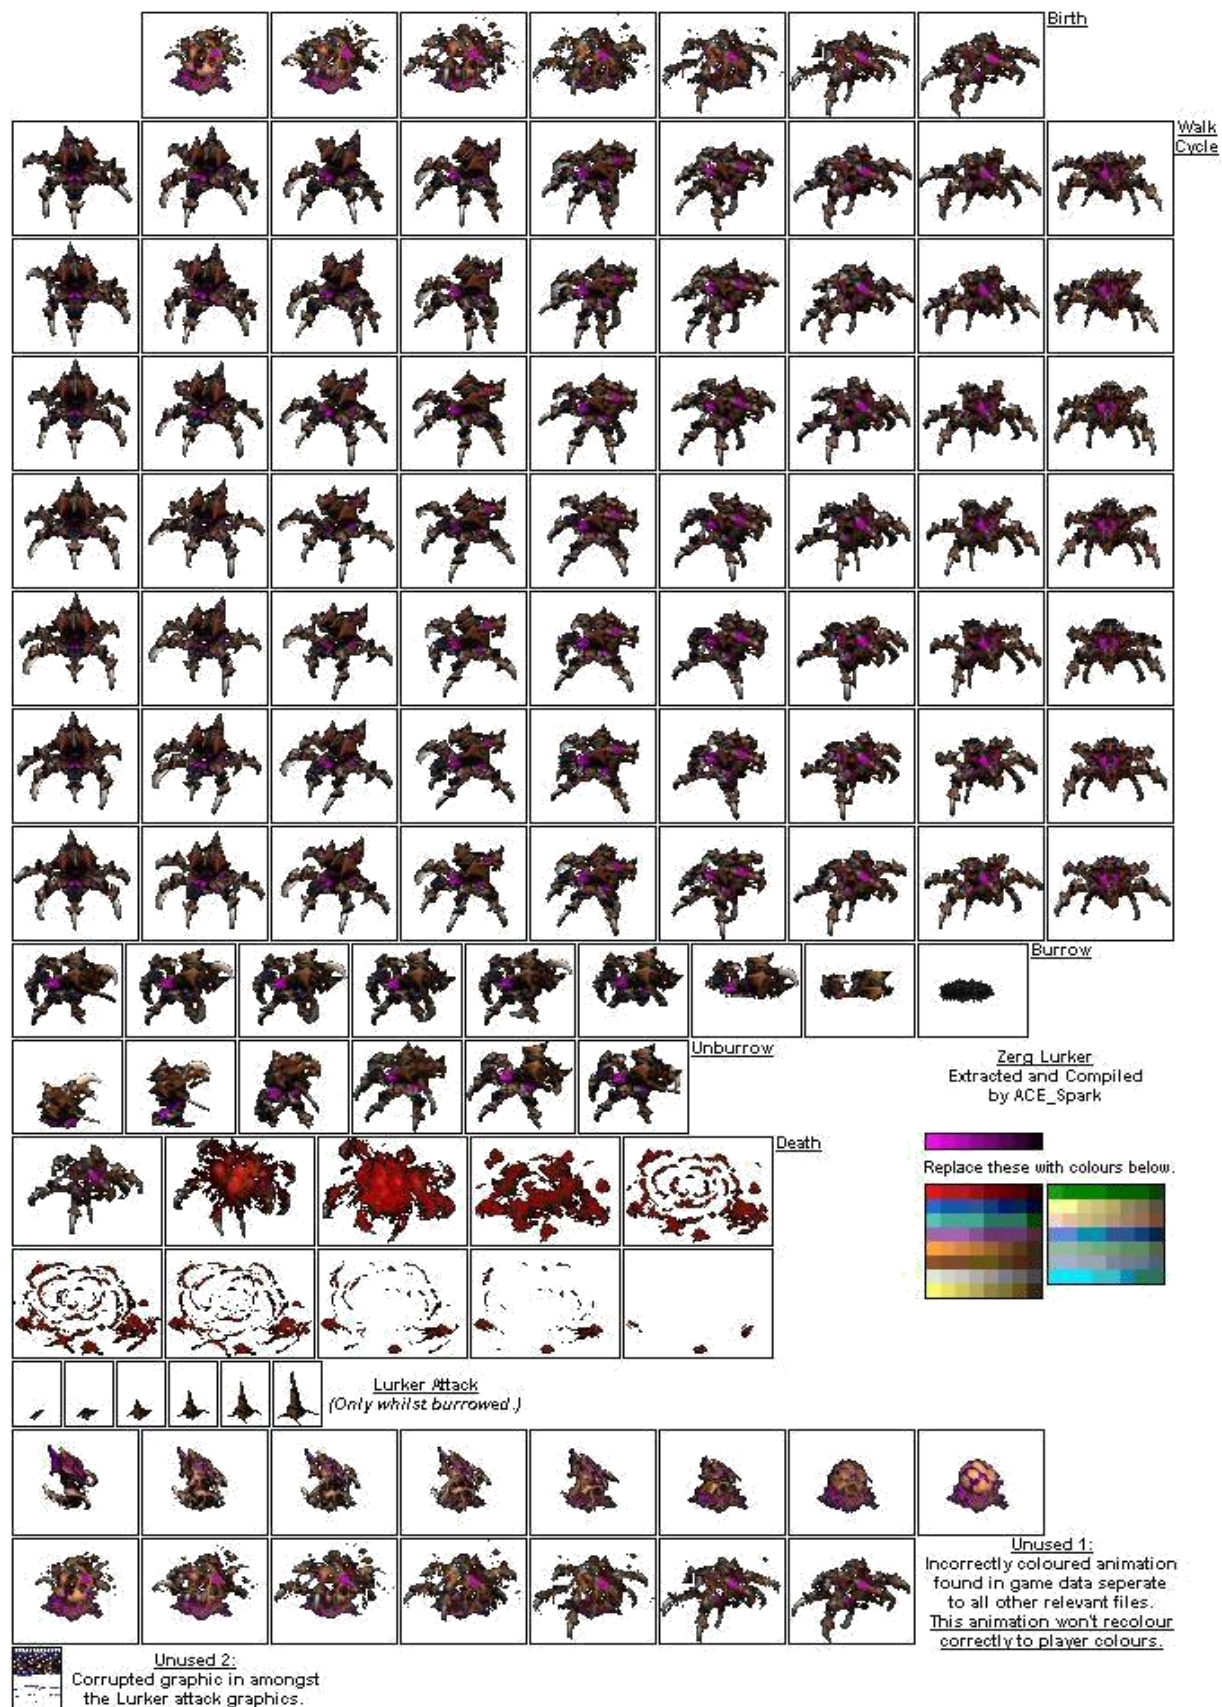 Birth
Walk
Cycle
Burrow
Unburrow
Zerg Lurker
Extracted and Compiled
by ACE_Spark
Death
Replace these with colours below.
Lurker Attack
(Only whilst burrowed.)
Unused 1:
Incorrectly coloured animation
found in game data seperate
to all other relevant files.
This animation won't recolour
correctly to player colours.
Unused 2:
Corrupted graphic in amongst
the Lurker attack graphics.